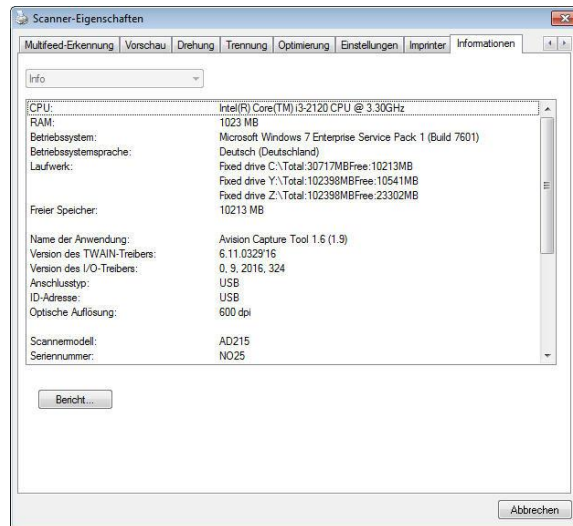 Scanner-Eigenschaften
Multifeed-Erkennung Vorschau Drehung Trennung Optimierung Einstellungen Imprinter Informationen
Info
CPU: Intel(R) Core(TM) i3-2120 CPU @ 3.30GHz
RAM: 1023 MB
Betriebssystem: Microsoft Windows 7 Enterprise Service Pack 1 (Build 7601)
Betriebssystemsprache: Deutsch (Deutschland)
Laufwerk: Fixed drive C:\Total:30717MBFree:10213MB
Fixed drive Y:\Total:102398MBFree:10541MB
Fixed drive Z:\Total:102398MBFree:23302MB
Freier Speicher: 10213 MB
Name der Anwendung: Avision Capture Tool 1.6 (1.9)
Version des TWAIN-Treibers: 6.11.0329'16
Version des I/O-Treibers: 0, 9, 2016, 324
Anschlusstyp: USB
ID-Adresse: USB
Optische Auflösung: 600 dpi
Scannermodell: AD215
Seriennummer: NO25
Bericht...
Abbrechen